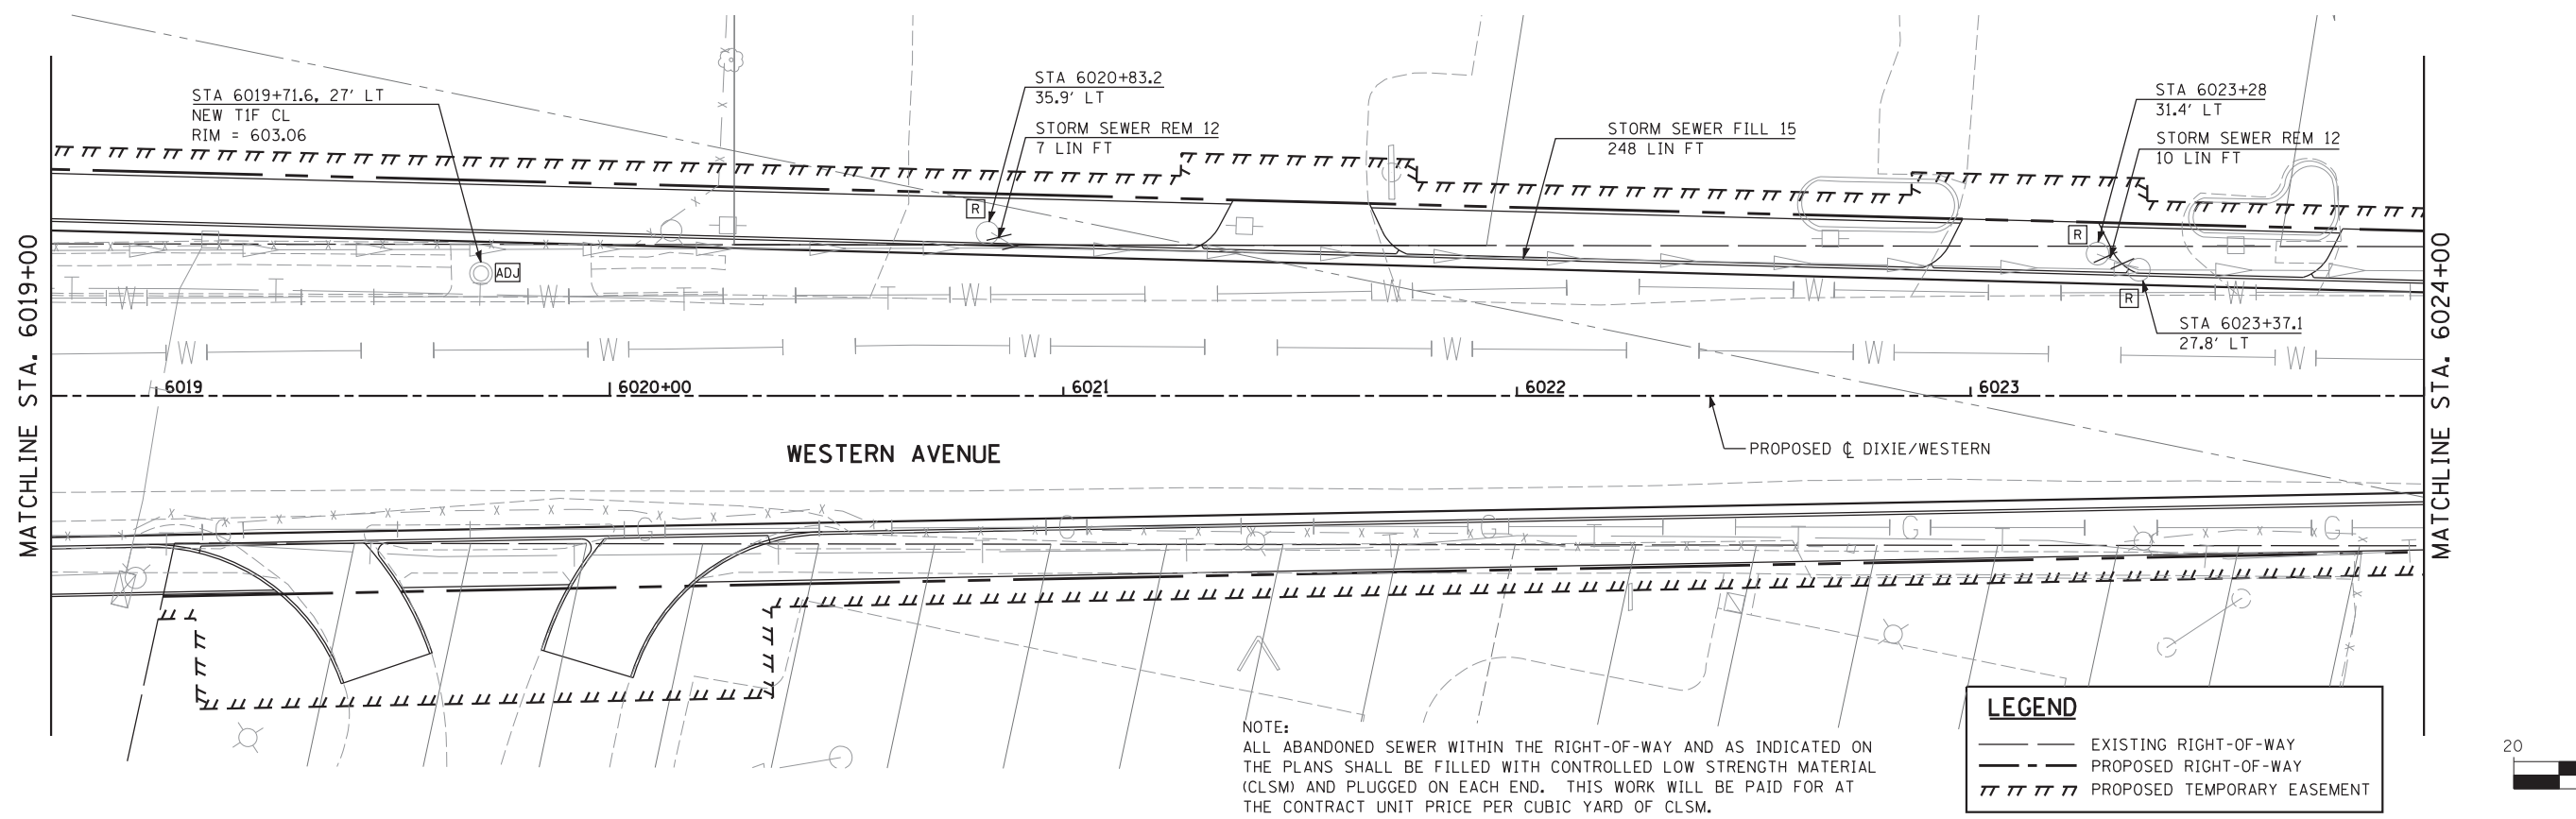 STA 6019+71.6, 27' LT
NEW T1F CL
RIM = 603.06
STA 6020+83.2
35.9' LT
STORM SEWER REM 12
7 LIN FT
STORM SEWER FILL 15
248 LIN FT
STA 6023+28
31.4' LT
STORM SEWER REM 12
10 LIN FT
R
R
ADJ
R
STA 6023+37.1
27.8' LT
W W W W W W
W W W W W W
MATCHLINE STA. 6019+00
MATCHLINE STA. 6024+00
6019 6020+00 6021 6022 6023
WESTERN AVENUE
PROPOSED ℄ DIXIE/WESTERN
G G G G G G
NOTE:
ALL ABANDONED SEWER WITHIN THE RIGHT-OF-WAY AND AS INDICATED ON
THE PLANS SHALL BE FILLED WITH CONTROLLED LOW STRENGTH MATERIAL
(CLSM) AND PLUGGED ON EACH END. THIS WORK WILL BE PAID FOR AT
THE CONTRACT UNIT PRICE PER CUBIC YARD OF CLSM.
LEGEND
EXISTING RIGHT-OF-WAY
PROPOSED RIGHT-OF-WAY
PROPOSED TEMPORARY EASEMENT
20